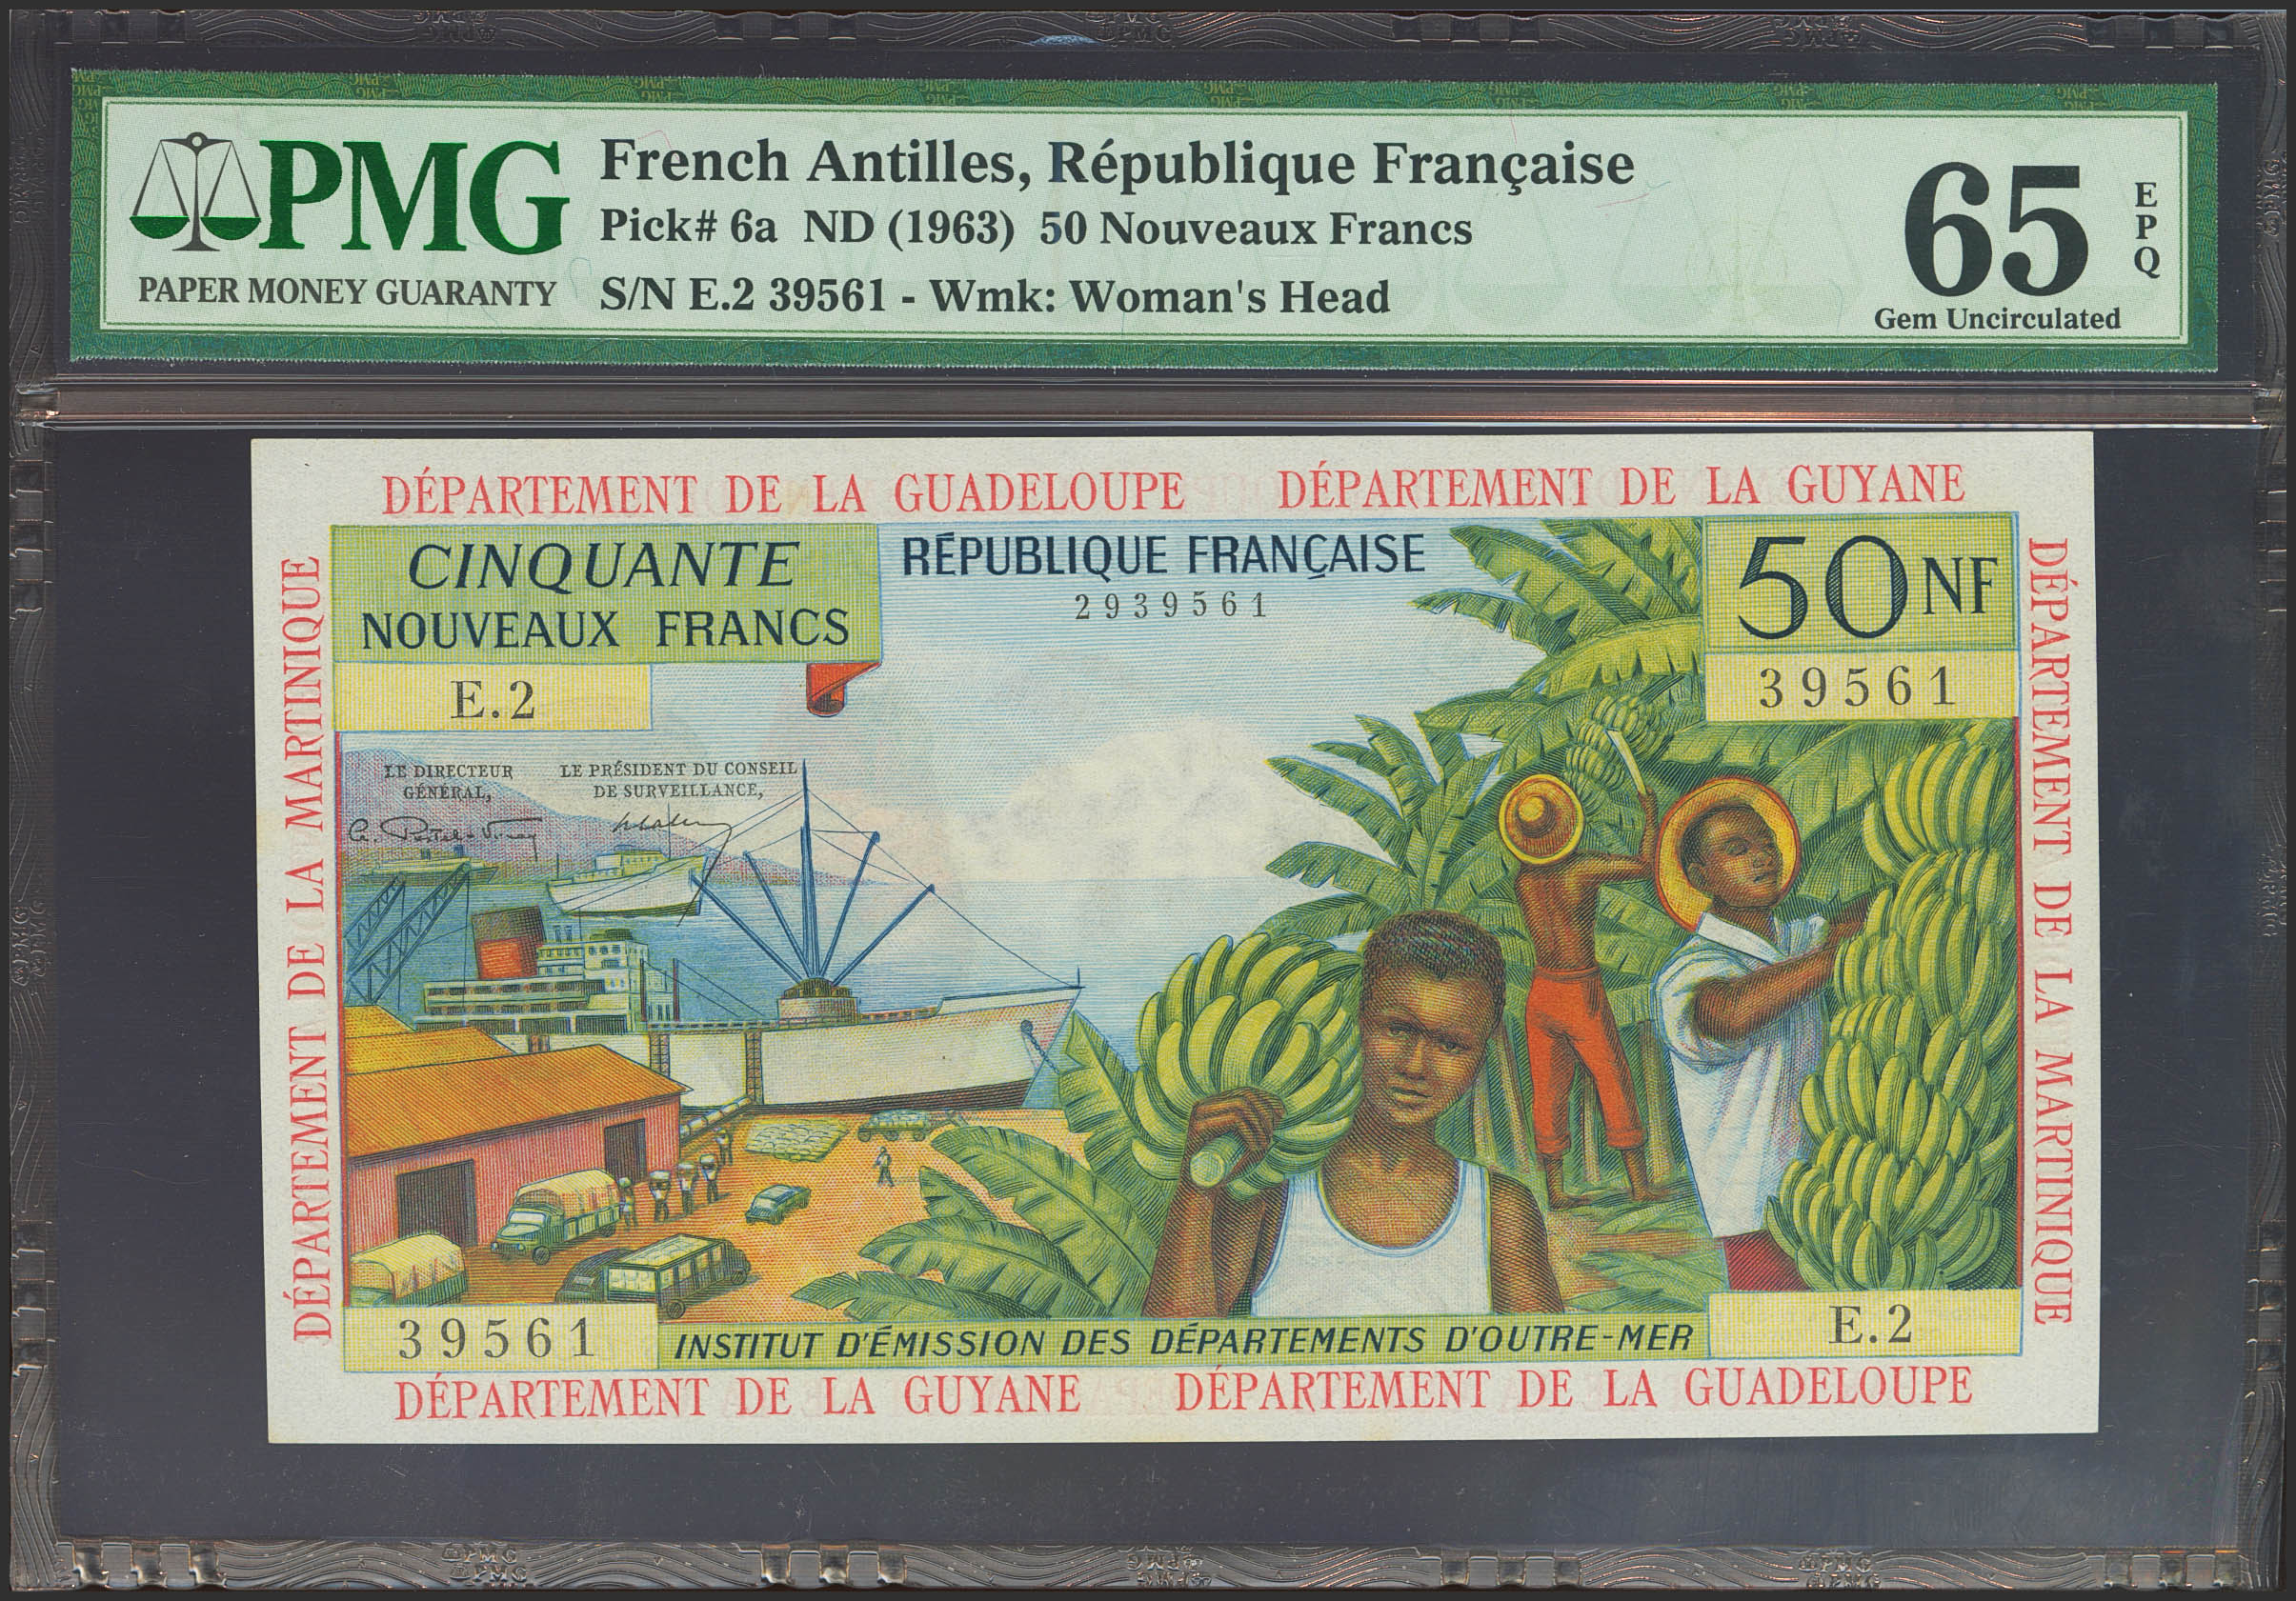 PMG
PAPER MONEY GUARANTY
French Antilles, République Française
Pick# 6a ND (1963) 50 Nouveaux Francs
S/N E.2 39561 - Wmk: Woman's Head
65
EPQ
Gem Uncirculated
DÉPARTEMENT DE LA GUADELOUPE DÉPARTEMENT DE LA GUYANE
DÉPARTEMENT DE LA MARTINIQUE
CINQUANTE
NOUVEAUX FRANCS
RÉPUBLIQUE FRANÇAISE
2939561
50 NF
E.2
39561
LE DIRECTEUR
GÉNÉRAL,
LE PRÉSIDENT DU CONSEIL
DE SURVEILLANCE,
DÉPARTEMENT DE LA MARTINIQUE
39561
INSTITUT D'ÉMISSION DES DÉPARTEMENTS D'OUTRE-MER
E.2
DÉPARTEMENT DE LA GUYANE DÉPARTEMENT DE LA GUADELOUPE